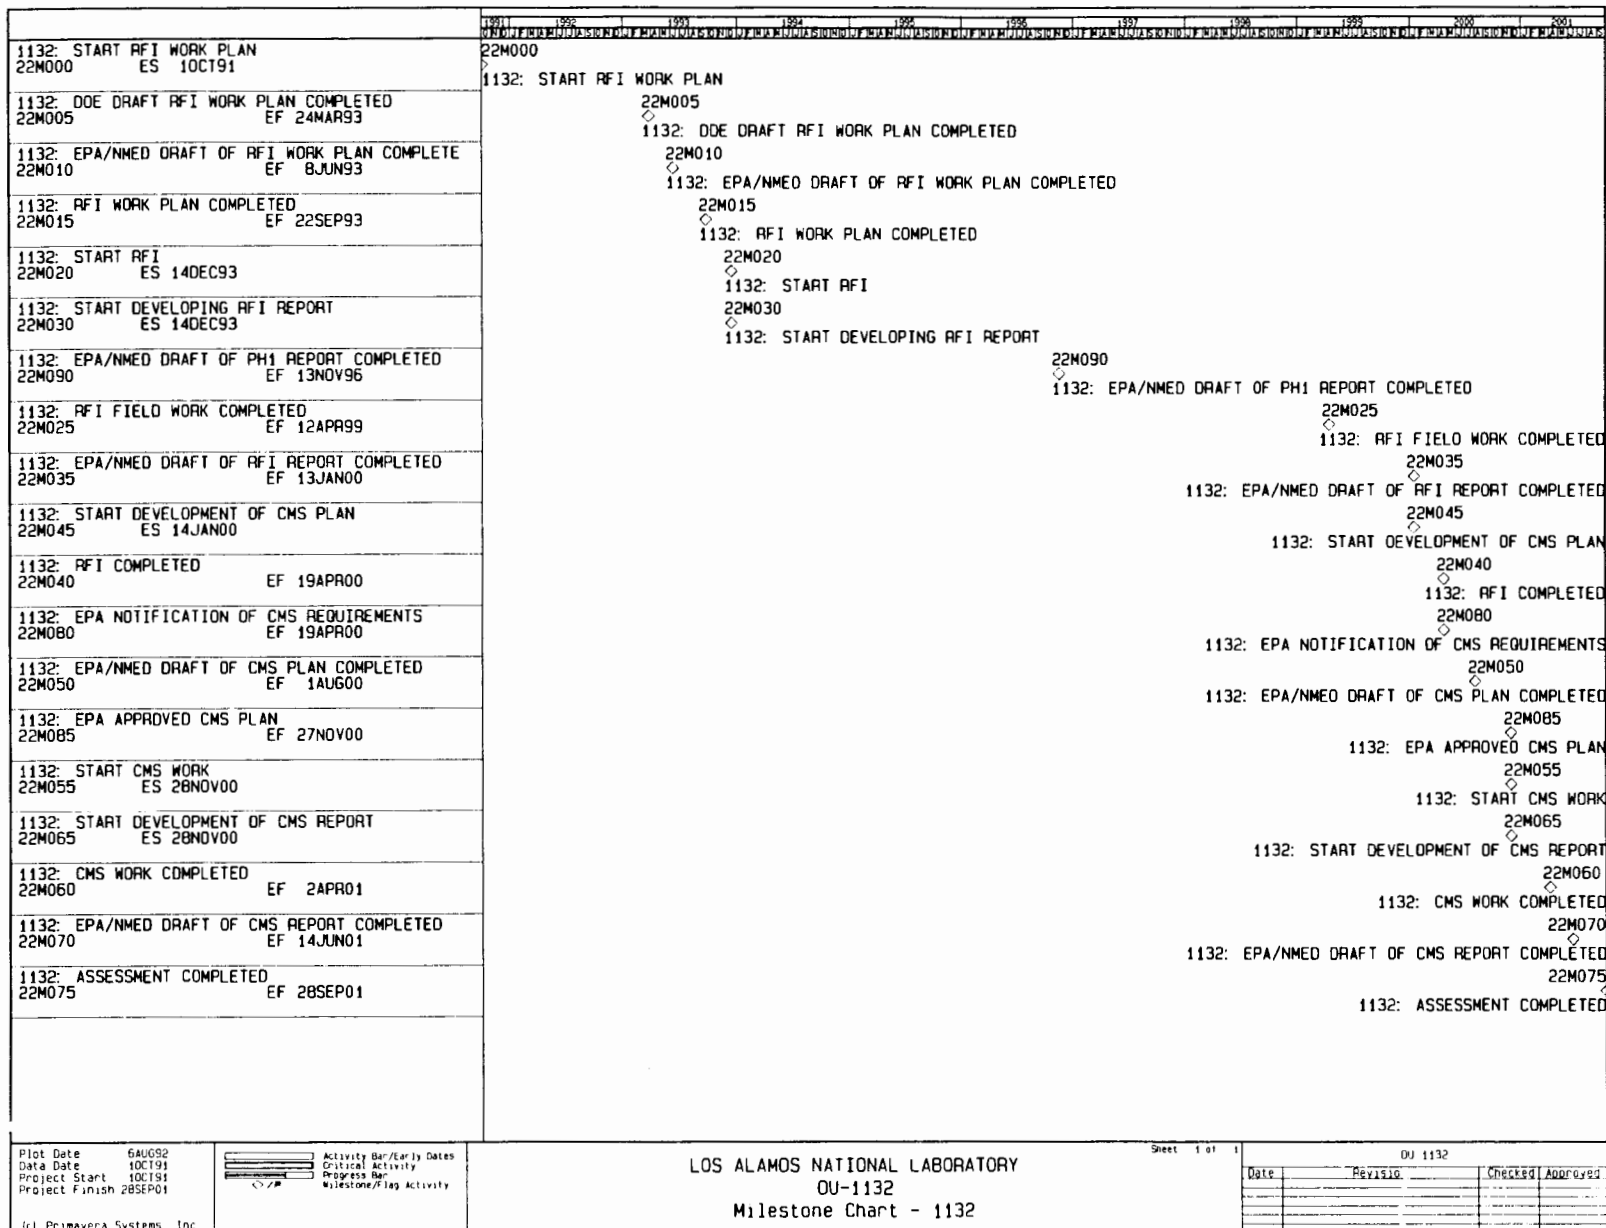 1991 1992 1993 1994 1995 1996 1997 1998 1999 2000 2001
1132: START RFI WORK PLAN
22M000 ES 1OCT91
22M000
1132: START RFI WORK PLAN
1132: DOE DRAFT RFI WORK PLAN COMPLETED
22M005 EF 24MAR93
22M005
1132: DOE DRAFT RFI WORK PLAN COMPLETED
1132: EPA/NMED DRAFT OF RFI WORK PLAN COMPLETE
22M010 EF 8JUN93
22M010
1132: EPA/NMED DRAFT OF RFI WORK PLAN COMPLETED
1132: RFI WORK PLAN COMPLETED
22M015 EF 22SEP93
22M015
1132: RFI WORK PLAN COMPLETED
1132: START RFI
22M020 ES 14DEC93
22M020
1132: START RFI
1132: START DEVELOPING RFI REPORT
22M030 ES 14DEC93
22M030
1132: START DEVELOPING RFI REPORT
1132: EPA/NMED DRAFT OF PH1 REPORT COMPLETED
22M090 EF 13NOV96
22M090
1132: EPA/NMED DRAFT OF PH1 REPORT COMPLETED
1132: RFI FIELD WORK COMPLETED
22M025 EF 12APR99
22M025
1132: RFI FIELD WORK COMPLETED
1132: EPA/NMED DRAFT OF RFI REPORT COMPLETED
22M035 EF 13JAN00
22M035
1132: EPA/NMED DRAFT OF RFI REPORT COMPLETED
1132: START DEVELOPMENT OF CMS PLAN
22M045 ES 14JAN00
22M045
1132: START DEVELOPMENT OF CMS PLAN
1132: RFI COMPLETED
22M040 EF 19APR00
22M040
1132: RFI COMPLETED
1132: EPA NOTIFICATION OF CMS REQUIREMENTS
22M080 EF 19APR00
22M080
1132: EPA NOTIFICATION OF CMS REQUIREMENTS
1132: EPA/NMED DRAFT OF CMS PLAN COMPLETED
22M050 EF 1AUG00
22M050
1132: EPA/NMED DRAFT OF CMS PLAN COMPLETED
1132: EPA APPROVED CMS PLAN
22M085 EF 27NOV00
22M085
1132: EPA APPROVED CMS PLAN
1132: START CMS WORK
22M055 ES 28NOV00
22M055
1132: START CMS WORK
1132: START DEVELOPMENT OF CMS REPORT
22M065 ES 28NOV00
22M065
1132: START DEVELOPMENT OF CMS REPORT
1132: CMS WORK COMPLETED
22M060 EF 2APR01
22M060
1132: CMS WORK COMPLETED
1132: EPA/NMED DRAFT OF CMS REPORT COMPLETED
22M070 EF 14JUN01
22M070
1132: EPA/NMED DRAFT OF CMS REPORT COMPLETED
1132: ASSESSMENT COMPLETED
22M075 EF 28SEP01
22M075
1132: ASSESSMENT COMPLETED
Plot Date 6AUG92
Data Date 1OCT91
Project Start 1OCT91
Project Finish 28SEP01
(c) Primavera Systems, Inc.
Activity Bar/Early Dates
Critical Activity
Progress Bar
Milestone/Flag Activity
LOS ALAMOS NATIONAL LABORATORY
OU-1132
Milestone Chart - 1132
Sheet 1 of 1
OU 1132
Date Revisio Checked Approved